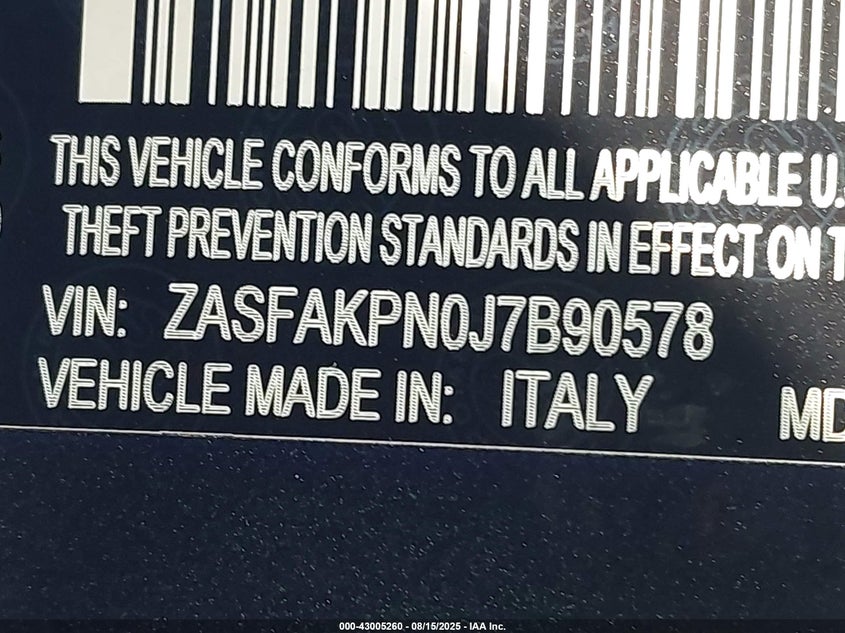 THIS VEHICLE CONFORMS TO ALL APPLICABLE U.
THEFT PREVENTION STANDARDS IN EFFECT ON T
VIN: ZASFAKPN0J7B90578
VEHICLE MADE IN: ITALY MD
000-43005260 - 08/15/2025 - IAA Inc.